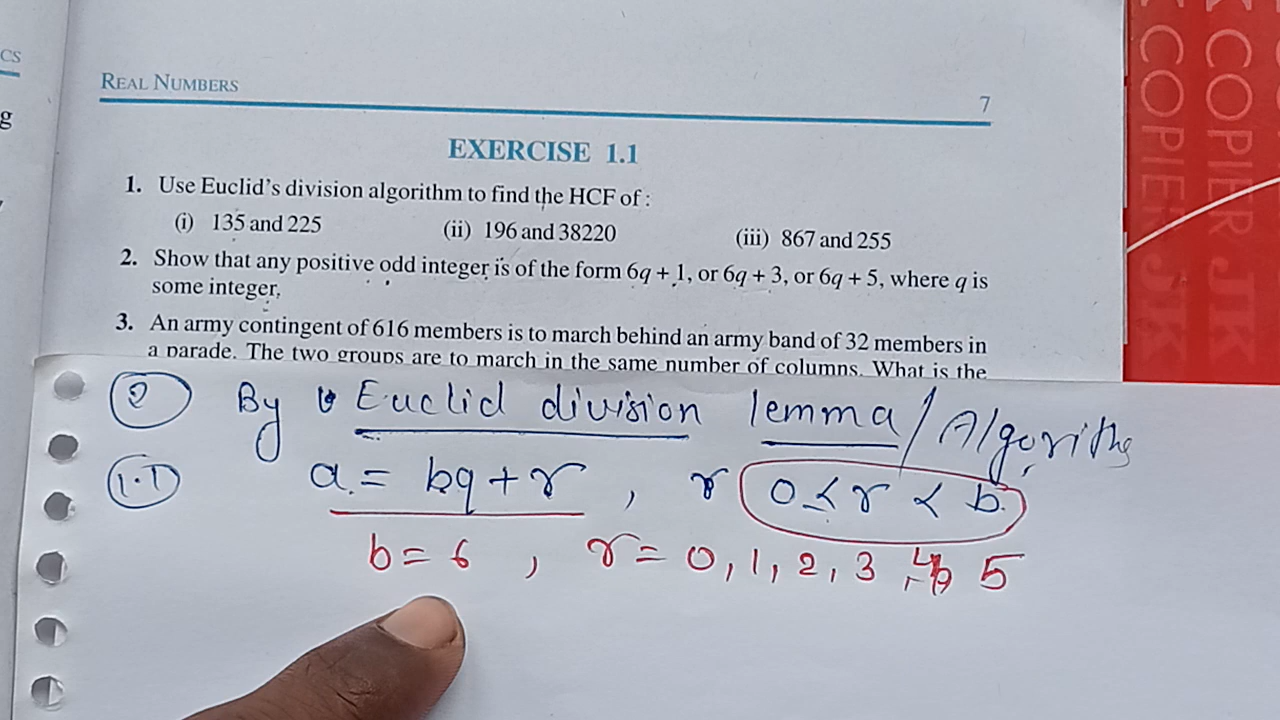 CS
g
REAL NUMBERS 7
EXERCISE 1.1
1. Use Euclid's division algorithm to find the HCF of :
(i) 135 and 225 (ii) 196 and 38220 (iii) 867 and 255
2. Show that any positive odd integer is of the form 6q + 1, or 6q + 3, or 6q + 5, where q is
some integer.
3. An army contingent of 616 members is to march behind an army band of 32 members in
a parade. The two groups are to march in the same number of columns. What is the
2 By Euclid division lemma/Algorithm
1.1 a = bq + r , r 0 ≤ r < b.
b = 6 , r = 0, 1, 2, 3, 4, 5
COPIER JK
COPIER JK